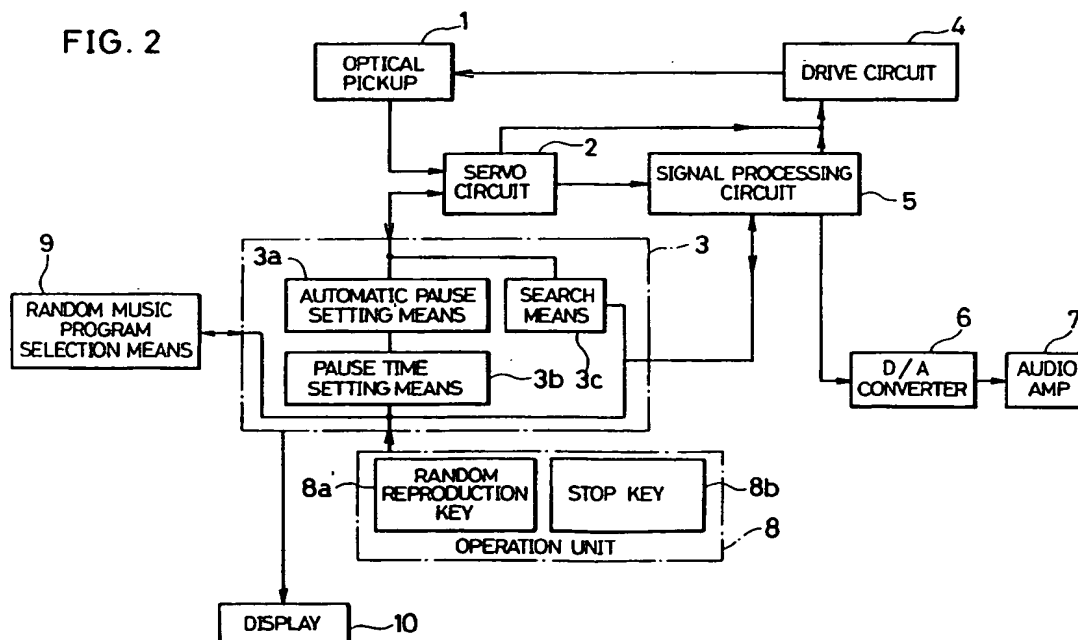 FIG. 2
1
OPTICAL
PICKUP
4
DRIVE CIRCUIT
2
SERVO
CIRCUIT
SIGNAL PROCESSING
CIRCUIT
5
3
9
RANDOM MUSIC
PROGRAM
SELECTION MEANS
3a
AUTOMATIC PAUSE
SETTING MEANS
SEARCH
MEANS
3c
PAUSE TIME
SETTING MEANS
3b
6
D/A
CONVERTER
7
AUDIO
AMP
8a
RANDOM
REPRODUCTION
KEY
STOP KEY
8b
OPERATION UNIT
8
DISPLAY
10